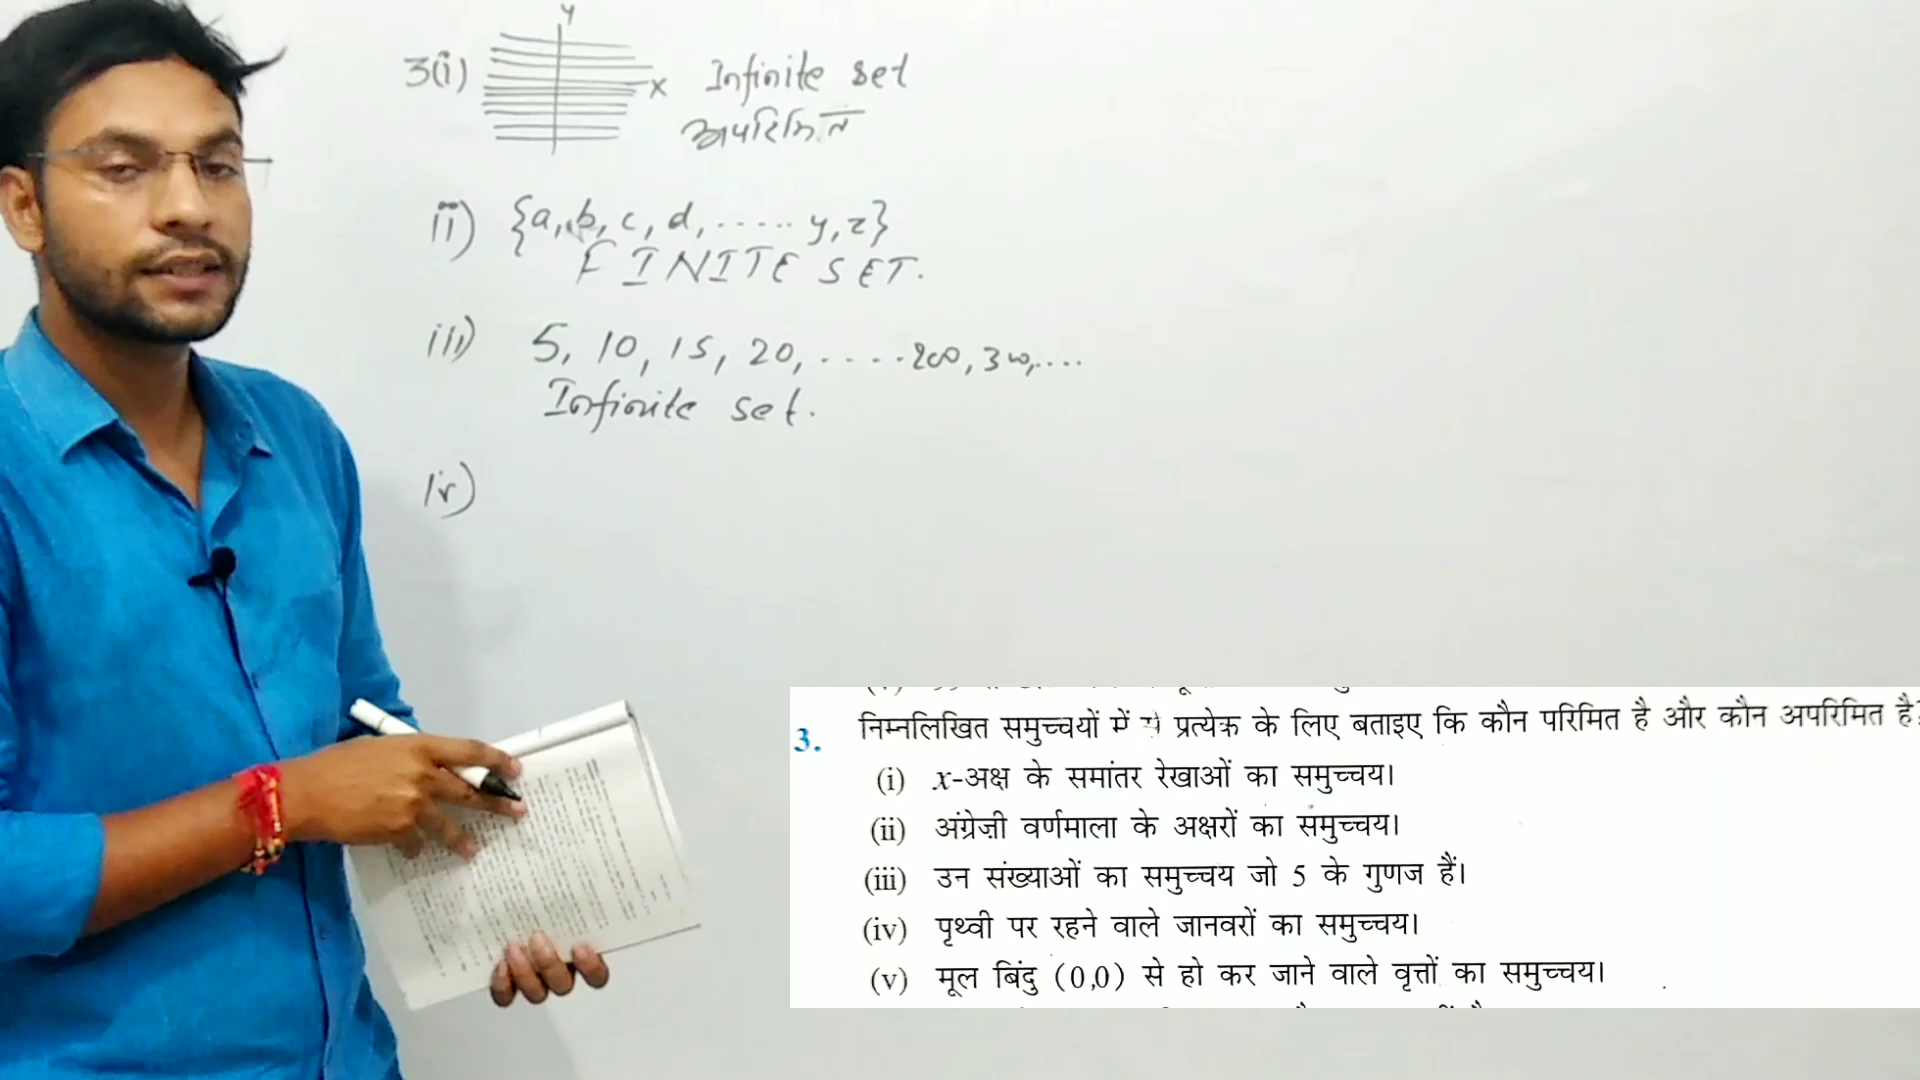 y
3(i) x Infinite set
अपरिमित
ii) {a, b, c, d, ..... y, z}
FINITE SET.
iii) 5, 10, 15, 20, .....200, 300,....
Infinite set.
iv)
3. निम्नलिखित समुच्चयों में से प्रत्येक के लिए बताइए कि कौन परिमित है और कौन अपरिमित है?
(i) x-अक्ष के समांतर रेखाओं का समुच्चय।
(ii) अंग्रेज़ी वर्णमाला के अक्षरों का समुच्चय।
(iii) उन संख्याओं का समुच्चय जो 5 के गुणज हैं।
(iv) पृथ्वी पर रहने वाले जानवरों का समुच्चय।
(v) मूल बिंदु (0,0) से हो कर जाने वाले वृत्तों का समुच्चय।